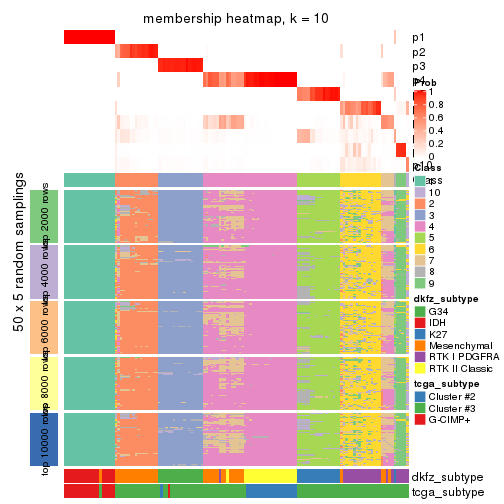 membership heatmap, k = 10
p1
p2
p3
p4
Prob
1
0.8
0.6
0.4
0.2
0
p10
Class
Class
1
10
2
3
4
5
6
7
8
9
50 x 5 random samplings
top 2000 rows
top 4000 rows
top 6000 rows
top 8000 rows
top 10000 rows
dkfz_subtype
G34
IDH
K27
Mesenchymal
RTK I PDGFRA
RTK II Classic
tcga_subtype
Cluster #2
Cluster #3
G-CIMP+
dkfz_subtype
tcga_subtype